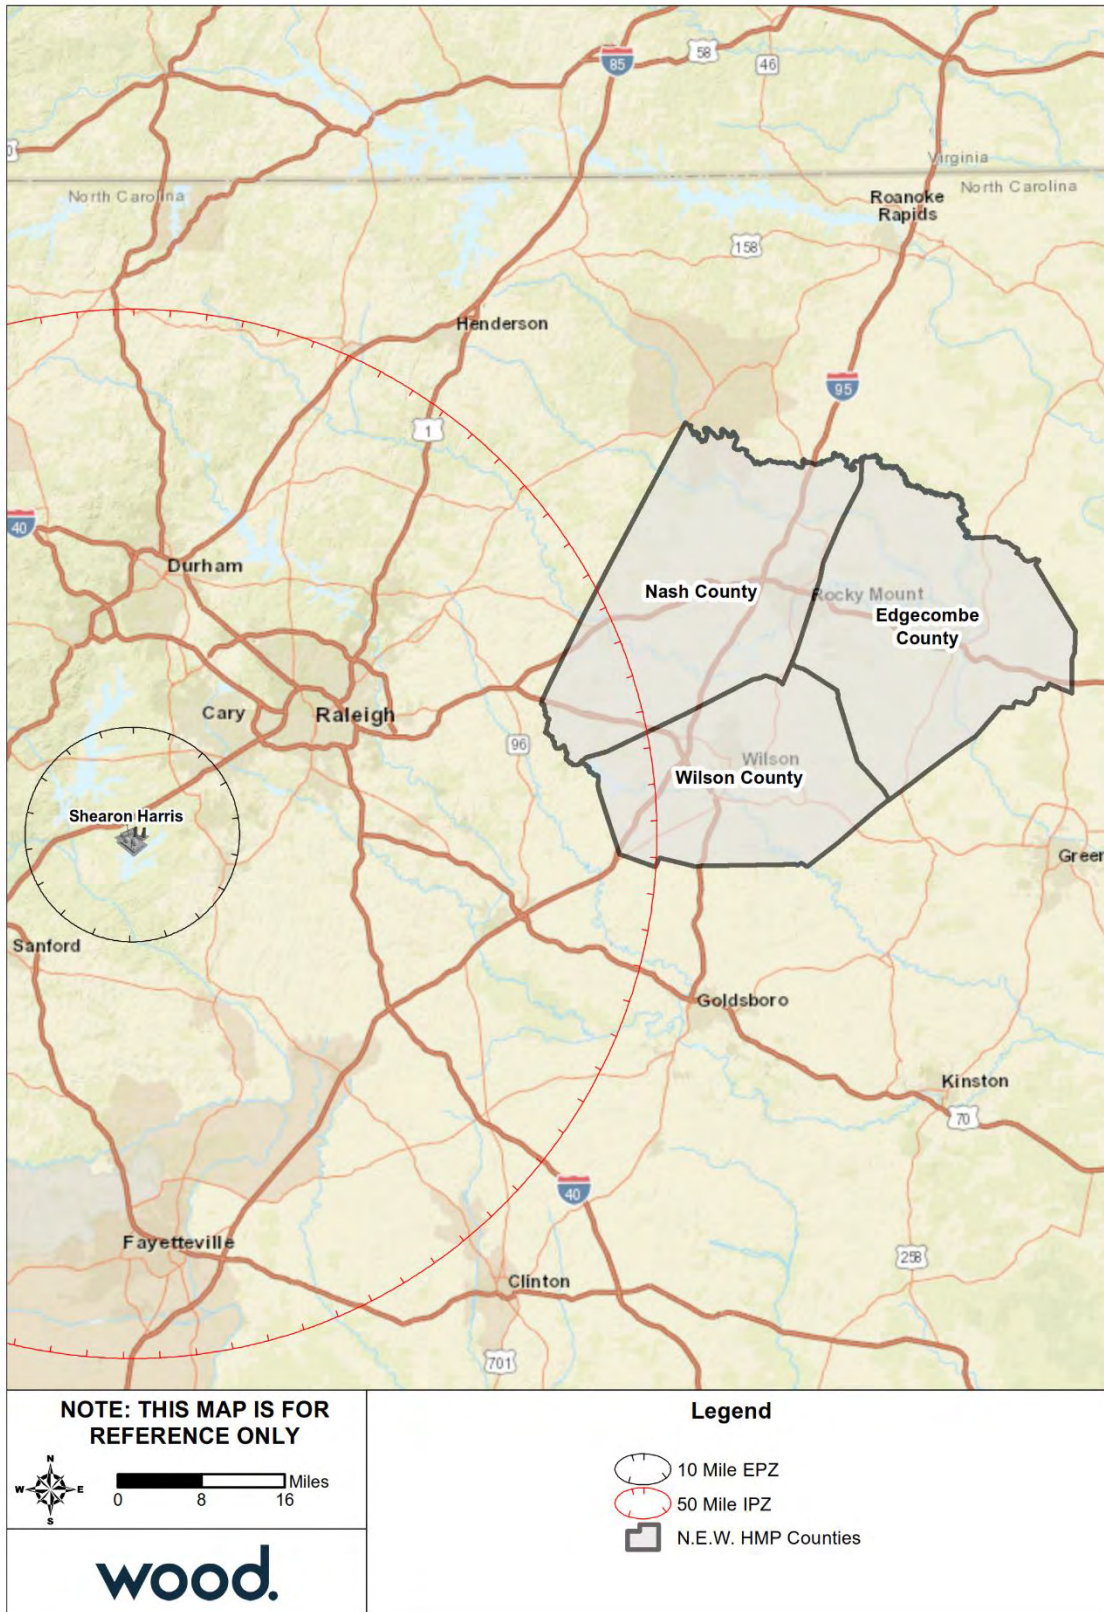 58
85
46
0
Virginia
North Carolina
North Carolina
Roanoke
Rapids
158
Henderson
95
1
40
Durham
Nash County
Rocky Mount
Edgecombe
County
Cary
Raleigh
96
Wilson
Wilson County
Shearon Harris
Green
Sanford
Goldsboro
Kinston
70
40
Fayetteville
258
Clinton
701
NOTE: THIS MAP IS FOR
REFERENCE ONLY
N
W E
S
Miles
0 8 16
wood.
Legend
10 Mile EPZ
50 Mile IPZ
N.E.W. HMP Counties